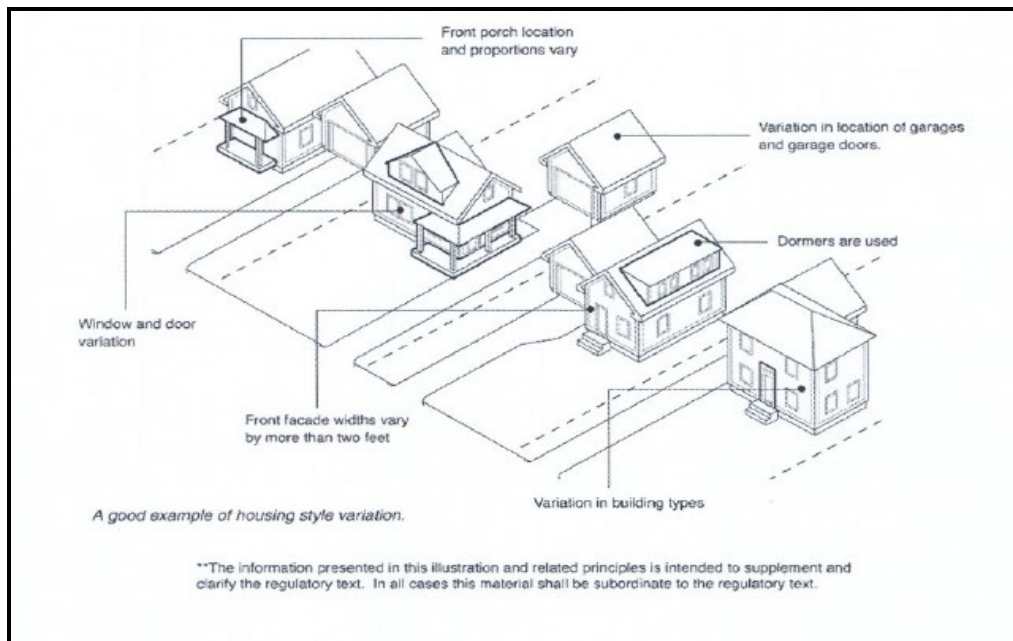 Front porch location
and proportions vary
Variation in location of garages
and garage doors.
Dormers are used
Window and door
variation
Front facade widths vary
by more than two feet
Variation in building types
A good example of housing style variation.
**The information presented in this illustration and related principles is intended to supplement and
clarify the regulatory text. In all cases this material shall be subordinate to the regulatory text.